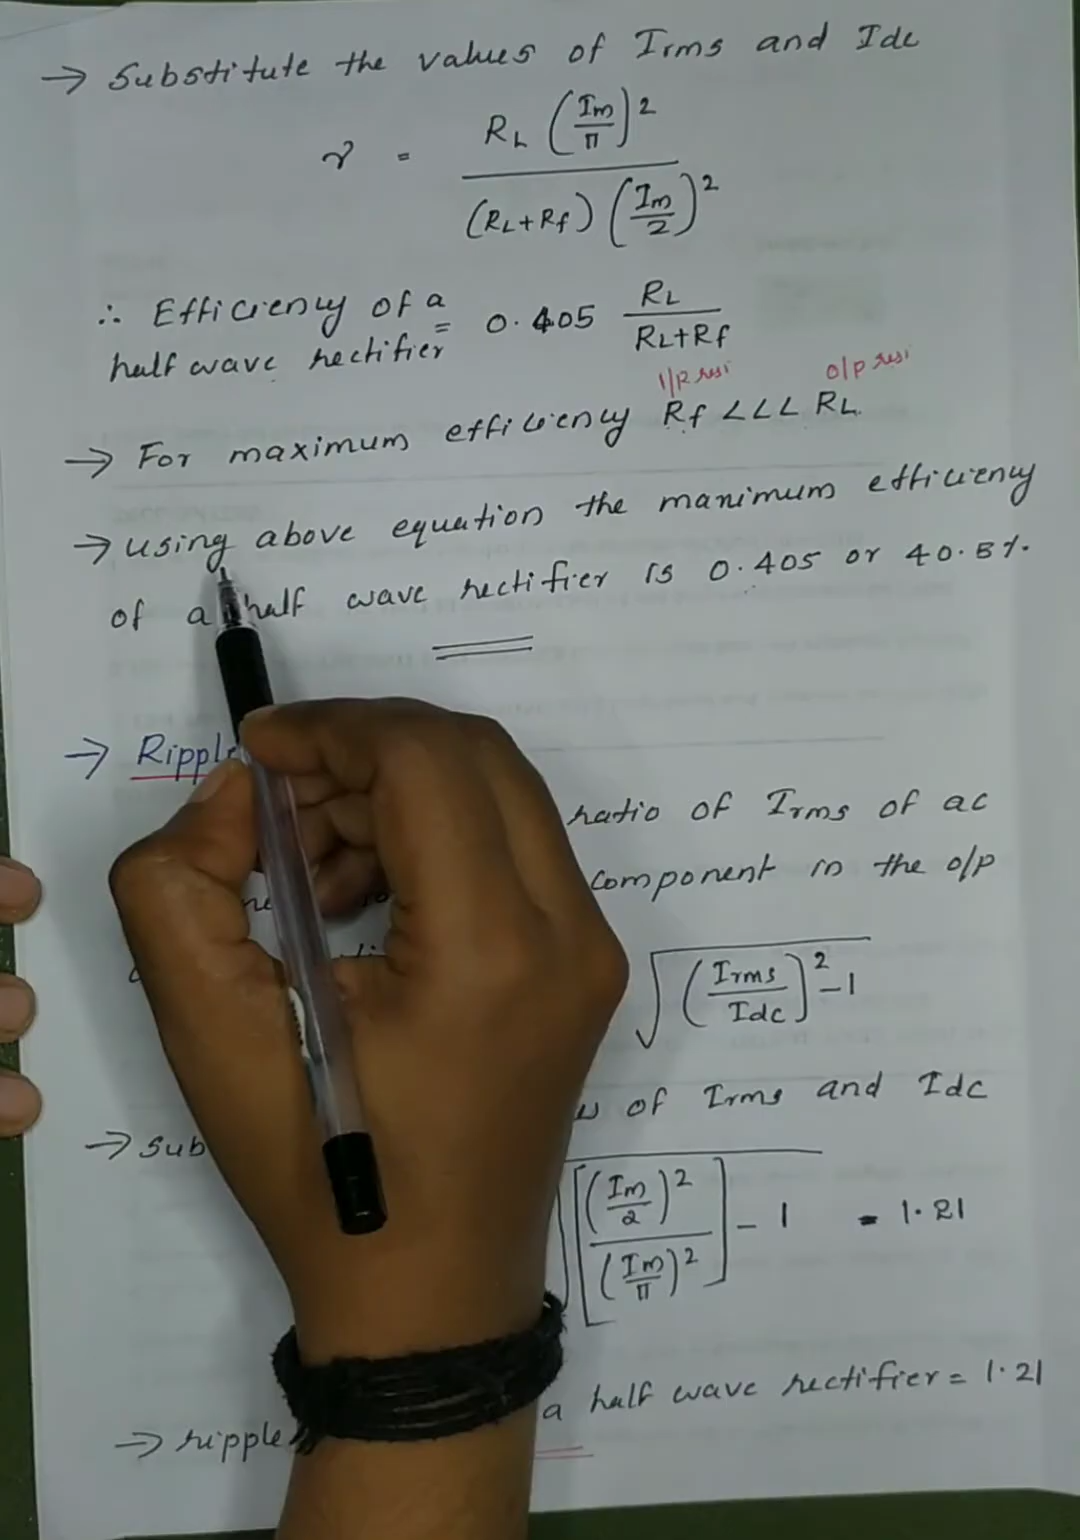 → Substitute the values of Irms and Idc
γ = RL (Im/π)² / (RL+Rf) (Im/2)²
∴ Efficiency of a half wave rectifier = 0.405 RL / RL+Rf
I/P resi O/P resi
→ For maximum efficiency Rf <<< RL.
→ using above equation the maximum efficiency
of a half wave rectifier is 0.405 or 40.5%.
→ Ripple
ratio of Irms of ac
component in the o/p
√(Irms/Idc)² -1
→ Sub of Irms and Idc
√[(Im/2)² / (Im/π)²] - 1 = 1.21
→ ripple a half wave rectifier = 1.21